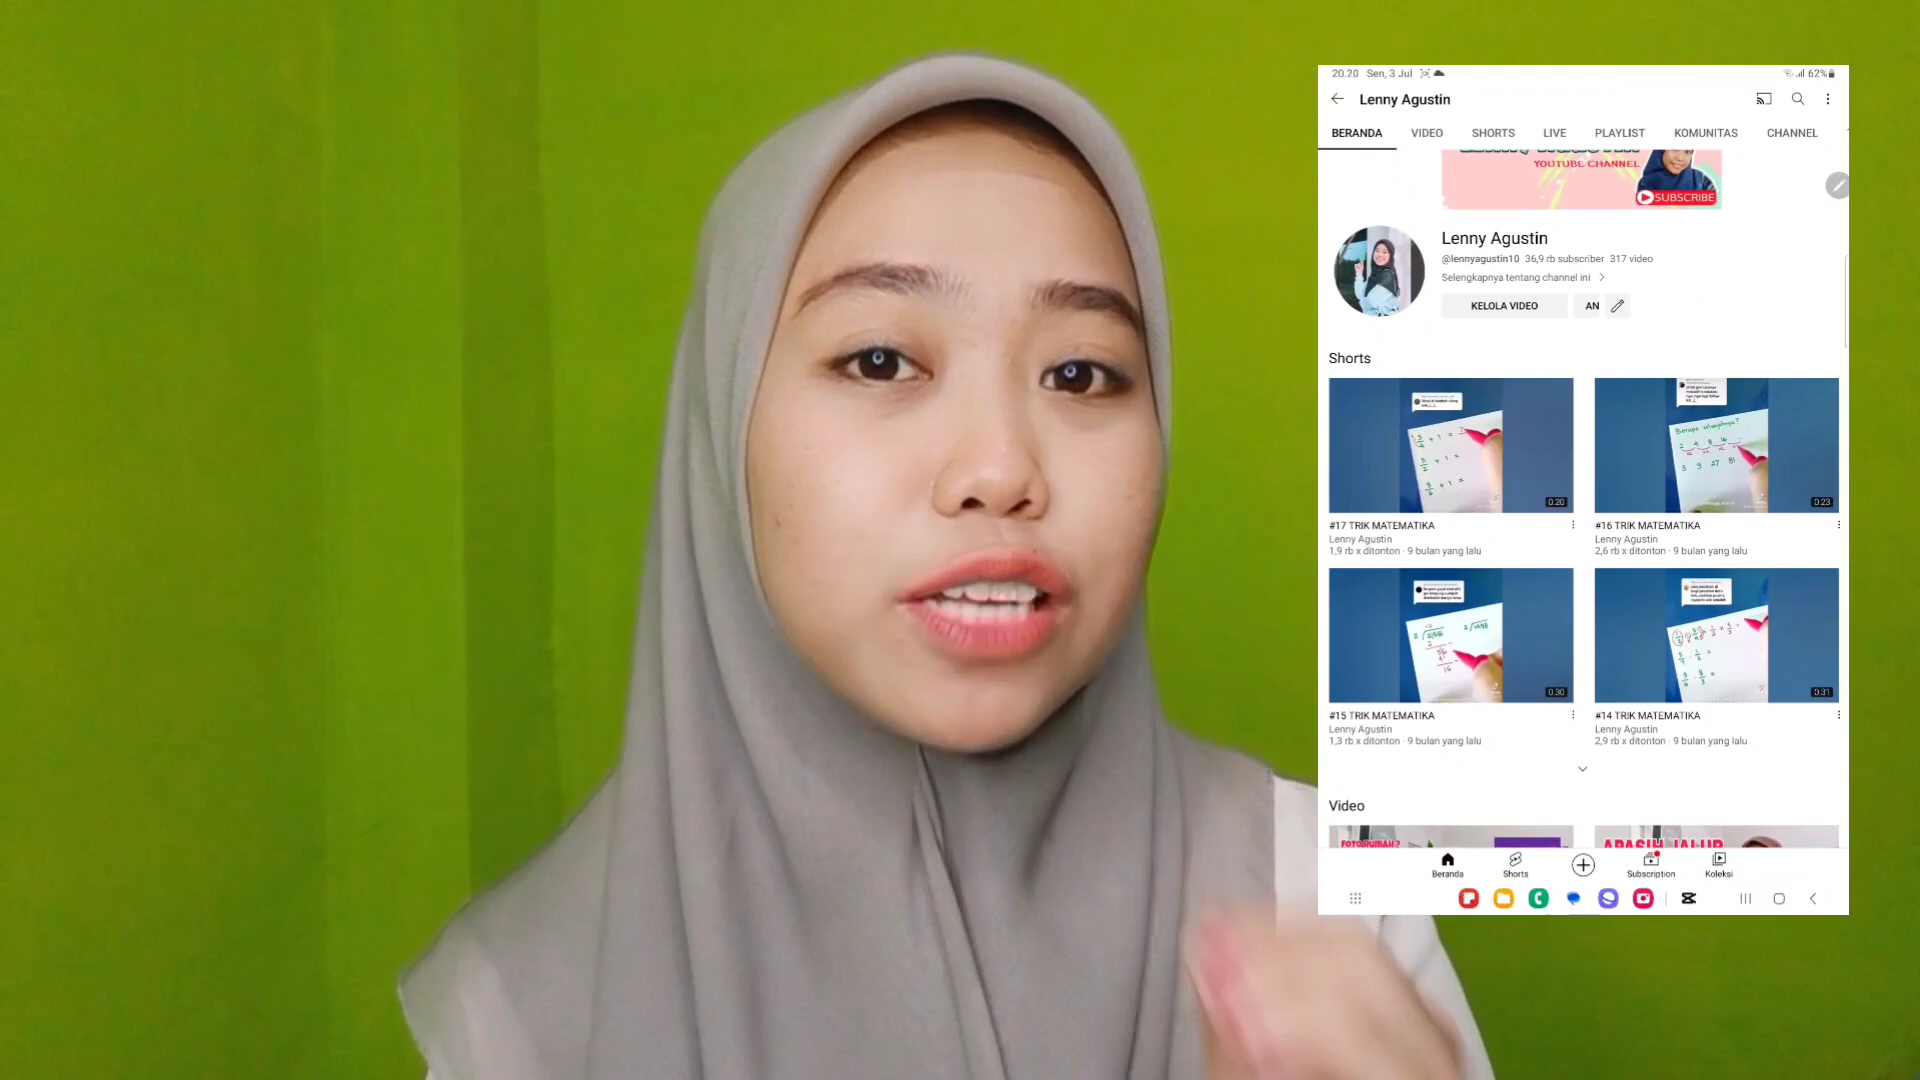 20.20 Sen, 3 Jul 62%
Lenny Agustin
BERANDA VIDEO SHORTS LIVE PLAYLIST KOMUNITAS CHANNEL
YOUTUBE CHANNEL
SUBSCRIBE
Lenny Agustin
@lennyagustin10 36,9 rb subscriber 317 video
Selengkapnya tentang channel ini
KELOLA VIDEO AN
Shorts
0:20
0:23
#17 TRIK MATEMATIKA
Lenny Agustin
1,9 rb x ditonton · 9 bulan yang lalu
#16 TRIK MATEMATIKA
Lenny Agustin
2,6 rb x ditonton · 9 bulan yang lalu
0:30
0:31
#15 TRIK MATEMATIKA
Lenny Agustin
1,3 rb x ditonton · 9 bulan yang lalu
#14 TRIK MATEMATIKA
Lenny Agustin
2,9 rb x ditonton · 9 bulan yang lalu
Video
FOTO RUMAH?
APASIH JALUR
Beranda Shorts Subscription Koleksi